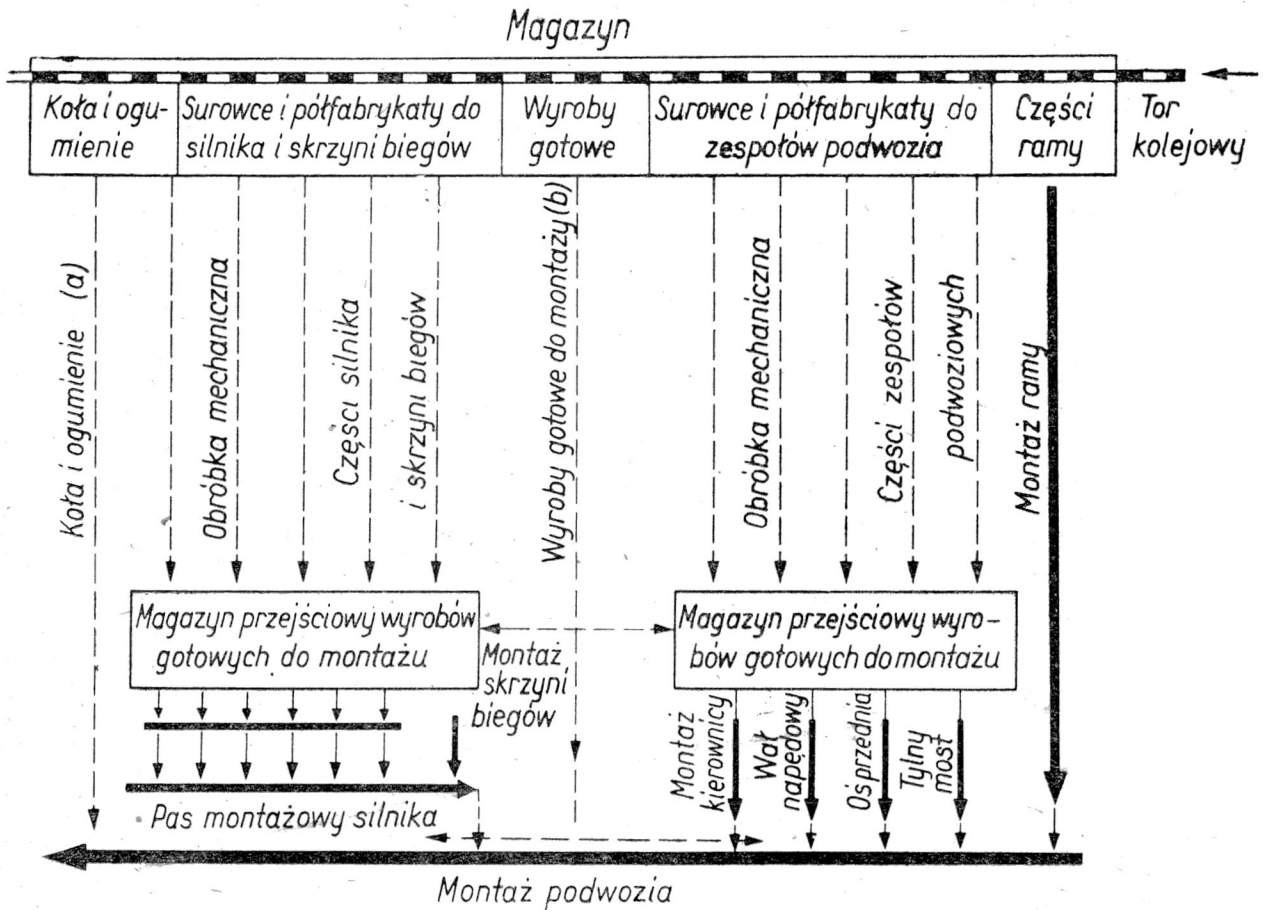 Magazyn
Koła i ogu-
mienie
Surowce i półfabrykaty do
silnika i skrzyni biegów
Wyroby
gotowe
Surowce i półfabrykaty do
zespołów podwozia
Części
ramy
Tor
kolejowy
Koła i ogumienie (a)
Obróbka mechaniczna
Części silnika
i skrzyni biegów
Wyroby gotowe do montaży (b)
Obróbka mechaniczna
Części zespołów
podwoziowych
Montaż ramy
Magazyn przejściowy wyrobów
gotowych do montażu
Montaż
skrzyni
biegów
Magazyn przejściowy wyro-
bów gotowych do montażu
Montaż
kierownicy
Wał
napędowy
Oś przednia
Tylny
most
Pas montażowy silnika
Montaż podwozia